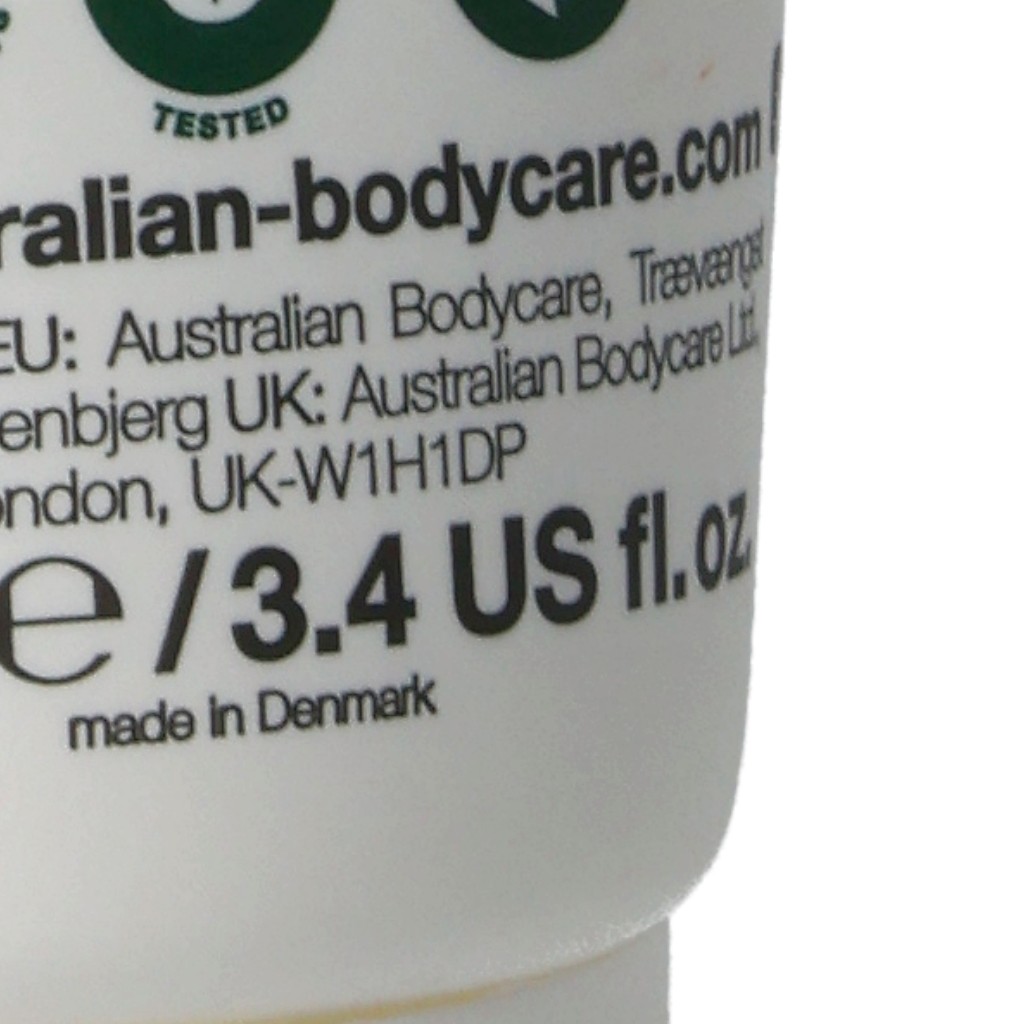 TESTED
ralian-bodycare.com
EU: Australian Bodycare, Trævænget
enbjerg UK: Australian Bodycare Ltd.
ondon, UK-W1H1DP
e / 3.4 US fl.oz.
made in Denmark